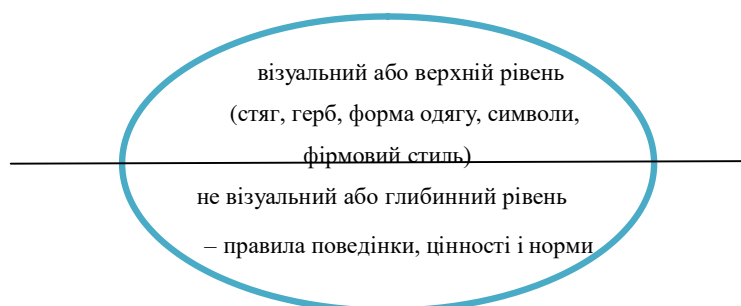 візуальний або верхній рівень
(стяг, герб, форма одягу, символи,
фірмовий стиль)
не візуальний або глибинний рівень
– правила поведінки, цінності і норми